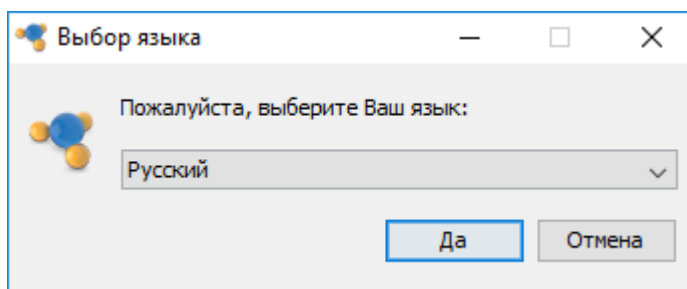 Выбор языка
Пожалуйста, выберите Ваш язык:
Русский
Да Отмена